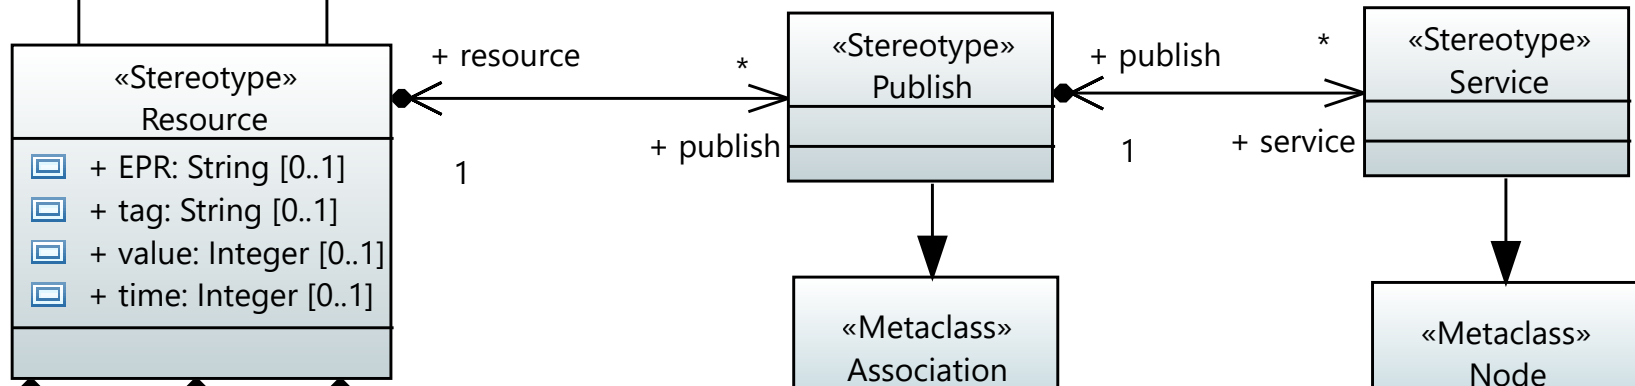 «Stereotype»
Resource
+ EPR: String [0..1]
+ tag: String [0..1]
+ value: Integer [0..1]
+ time: Integer [0..1]
+ resource
*
1
+ publish
«Stereotype»
Publish
+ publish
*
1
+ service
«Stereotype»
Service
«Metaclass»
Association
«Metaclass»
Node